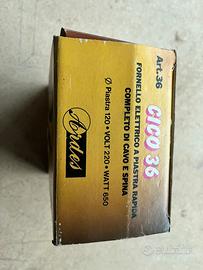 Art.36
CICO 36
FORNELLO ELETTRICO A PIASTRA RAPIDA
COMPLETO DI CAVO E SPINA
Ø Piastra 120 • VOLT 220 • WATT 650
Ardes
subito